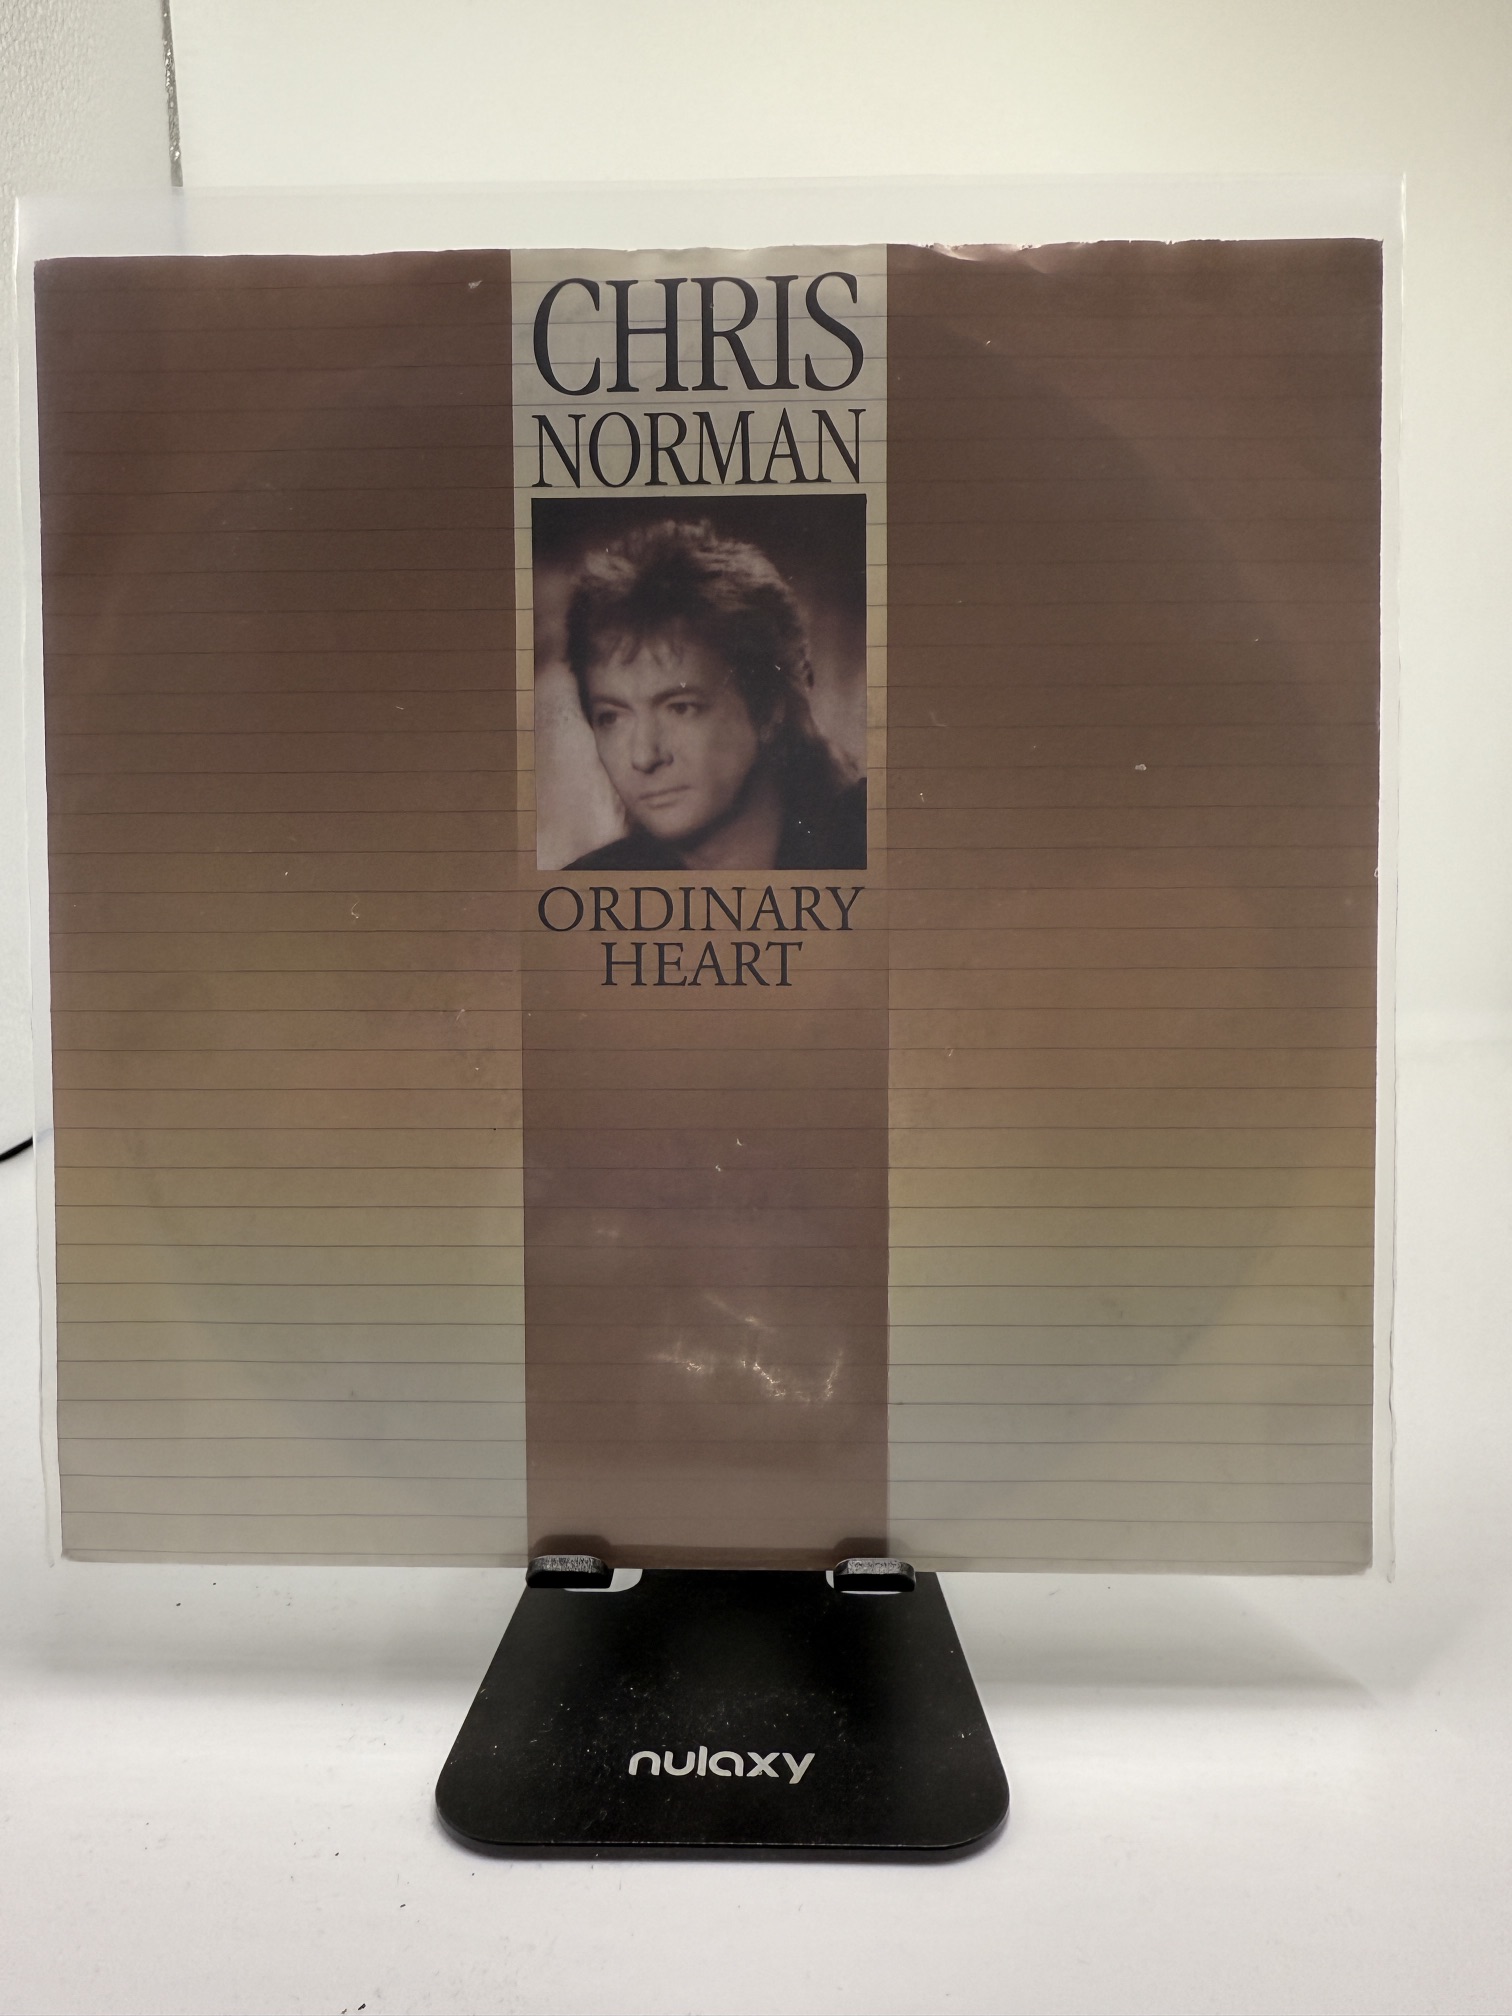 CHRIS
NORMAN
ORDINARY
HEART
nulaxy